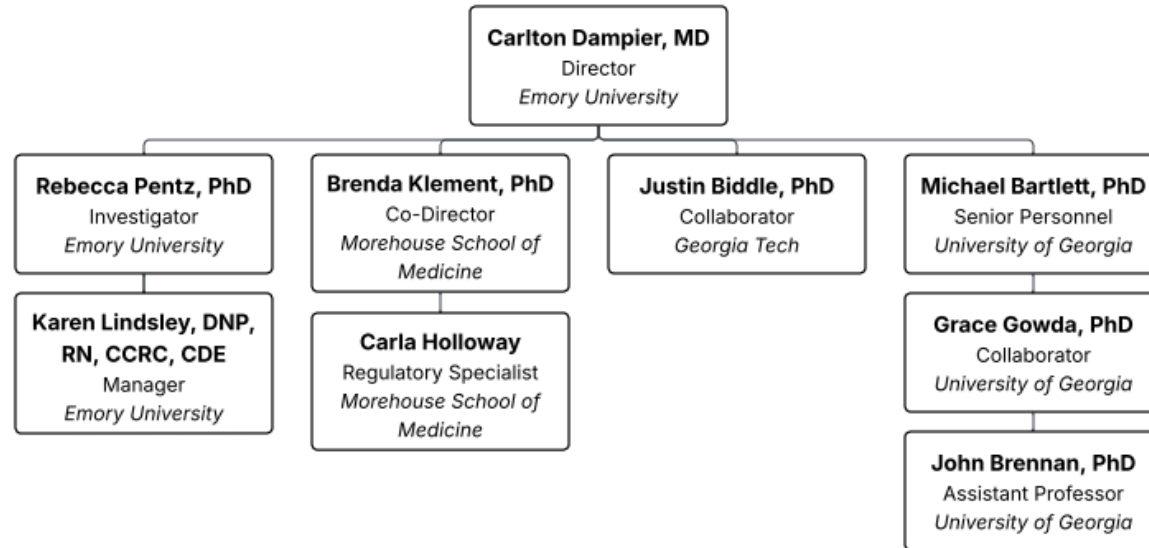 Carlton Dampier, MD
Director
Emory University
Rebecca Pentz, PhD
Investigator
Emory University
Karen Lindsley, DNP,
RN, CCRC, CDE
Manager
Emory University
Brenda Klement, PhD
Co-Director
Morehouse School of
Medicine
Carla Holloway
Regulatory Specialist
Morehouse School of
Medicine
Justin Biddle, PhD
Collaborator
Georgia Tech
Michael Bartlett, PhD
Senior Personnel
University of Georgia
Grace Gowda, PhD
Collaborator
University of Georgia
John Brennan, PhD
Assistant Professor
University of Georgia